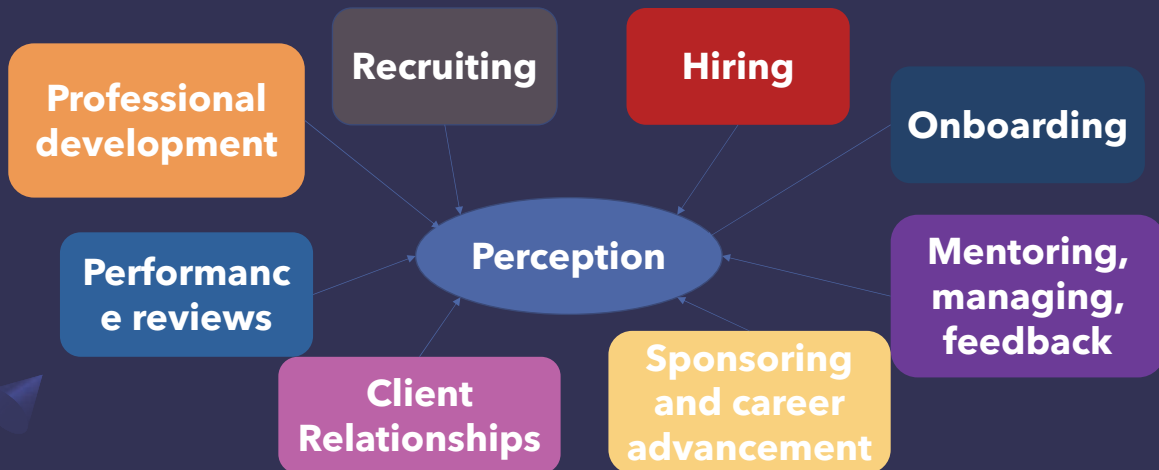 Recruiting
Hiring
Professional
development
Onboarding
Perception
Performanc
e reviews
Mentoring,
managing,
feedback
Client
Relationships
Sponsoring
and career
advancement